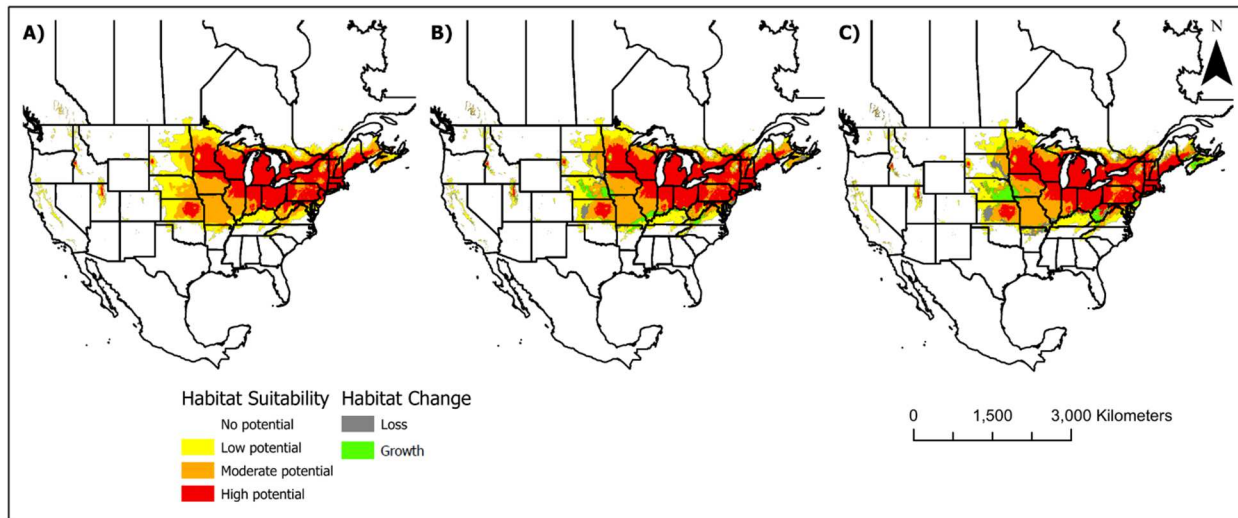 A)
B)
C)
N
Habitat Suitability
No potential
Low potential
Moderate potential
High potential
Habitat Change
Loss
Growth
0 1,500 3,000 Kilometers